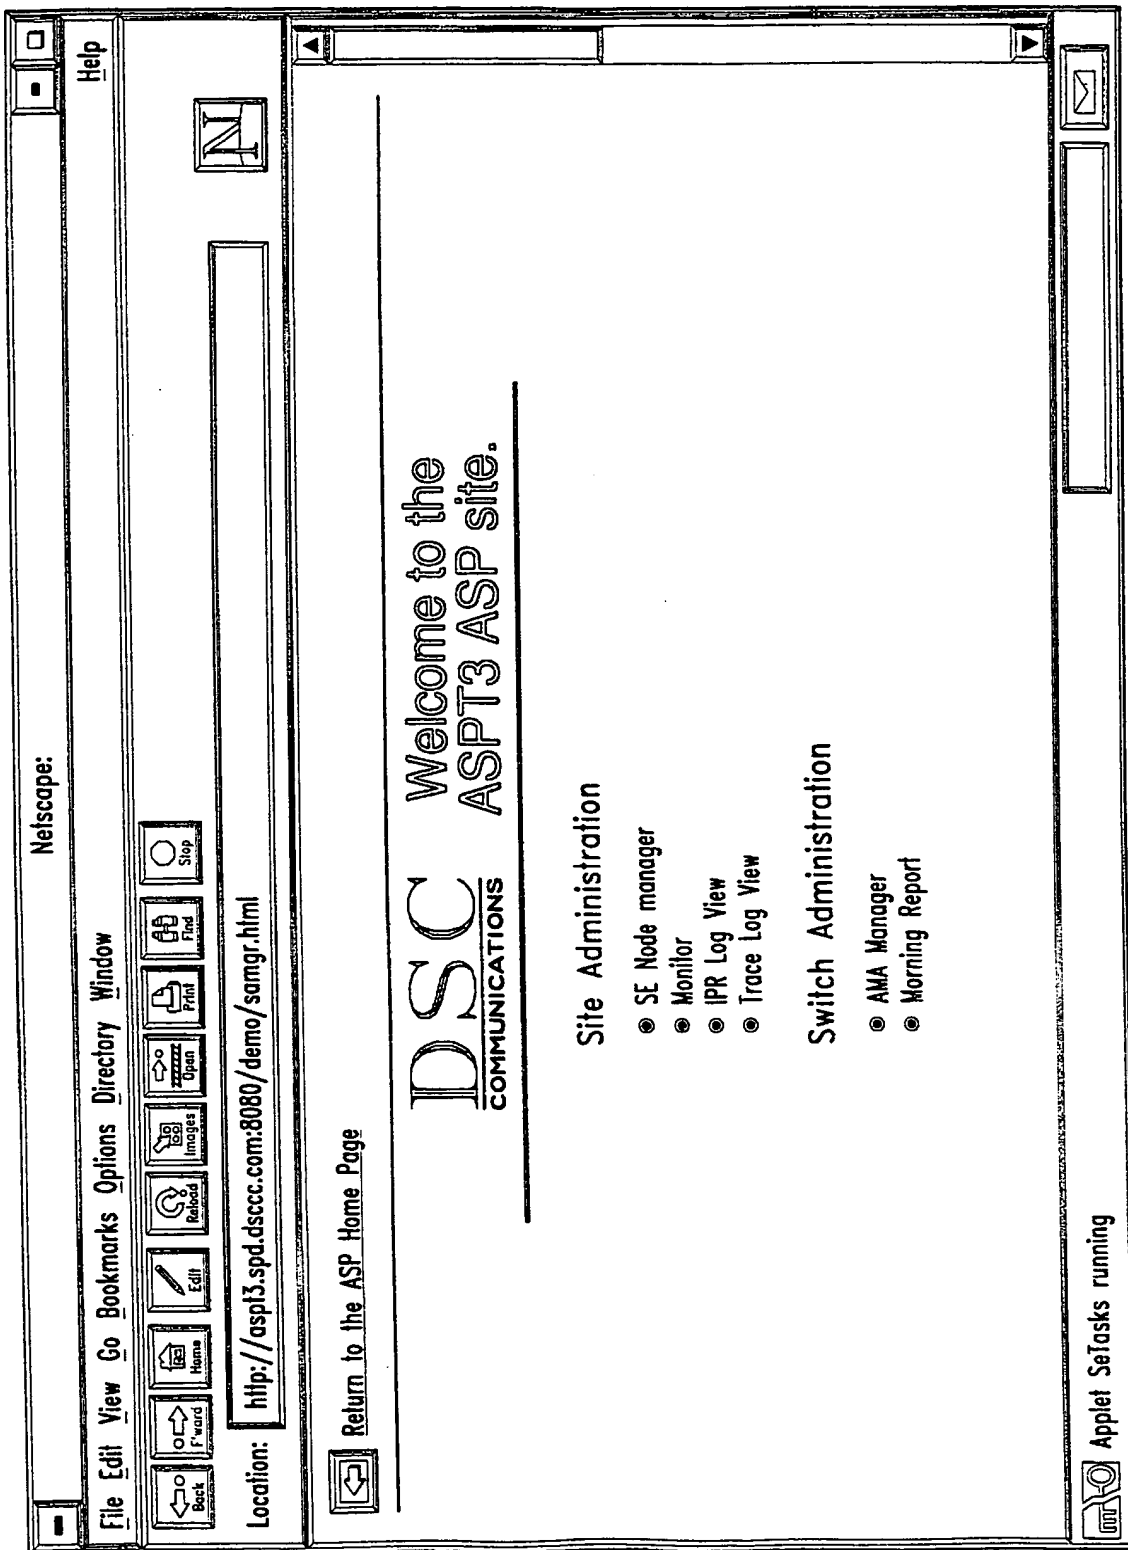 Netscape:
File Edit View Go Bookmarks Options Directory Window Help
Back F'ward Home Edit Reload Images Open Print Find Stop
N
Location: http://aspt3.spd.dsccc.com:8080/demo/samgr.html
Return to the ASP Home Page
DSC
COMMUNICATIONS
Welcome to the
ASPT3 ASP site.
Site Administration
SE Node manager
Monitor
IPR Log View
Trace Log View
Switch Administration
AMA Manager
Morning Report
Applet SeTasks running